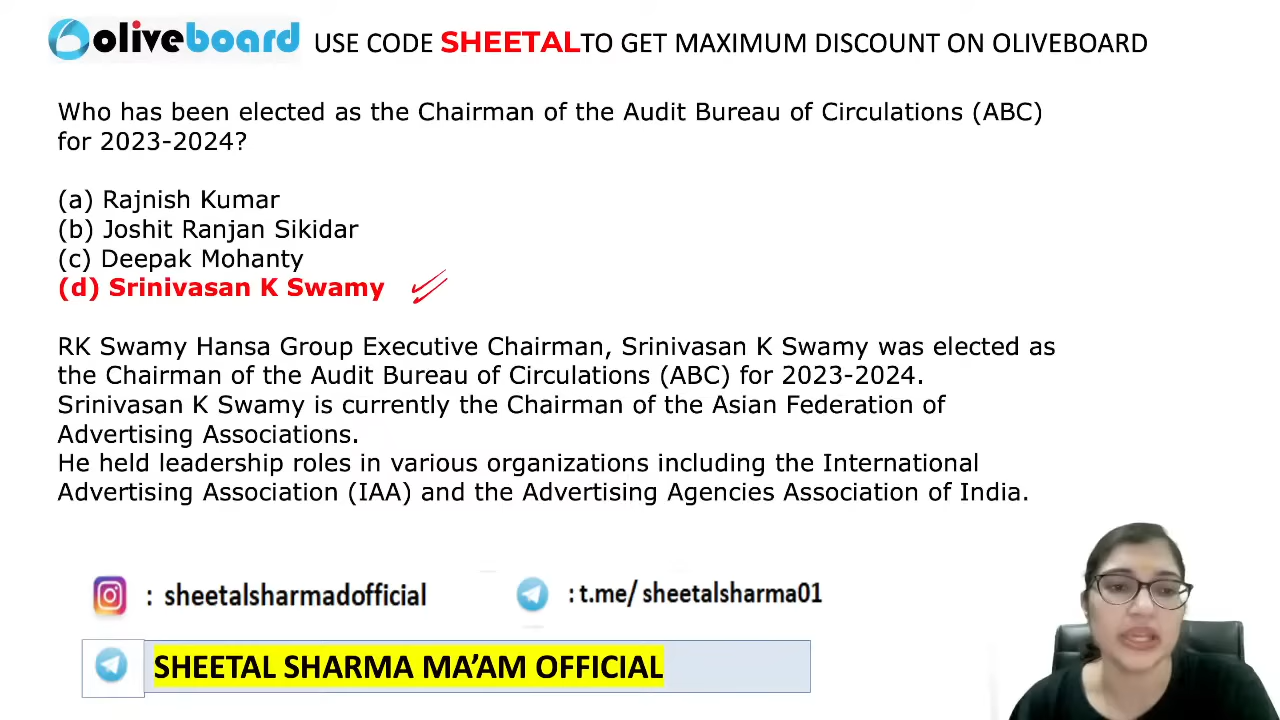 oliveboard USE CODE SHEETAL TO GET MAXIMUM DISCOUNT ON OLIVEBOARD
Who has been elected as the Chairman of the Audit Bureau of Circulations (ABC)
for 2023-2024?
(a) Rajnish Kumar
(b) Joshit Ranjan Sikidar
(c) Deepak Mohanty
(d) Srinivasan K Swamy
RK Swamy Hansa Group Executive Chairman, Srinivasan K Swamy was elected as
the Chairman of the Audit Bureau of Circulations (ABC) for 2023-2024.
Srinivasan K Swamy is currently the Chairman of the Asian Federation of
Advertising Associations.
He held leadership roles in various organizations including the International
Advertising Association (IAA) and the Advertising Agencies Association of India.
: sheetalsharmadofficial
: t.me/ sheetalsharma01
SHEETAL SHARMA MA’AM OFFICIAL